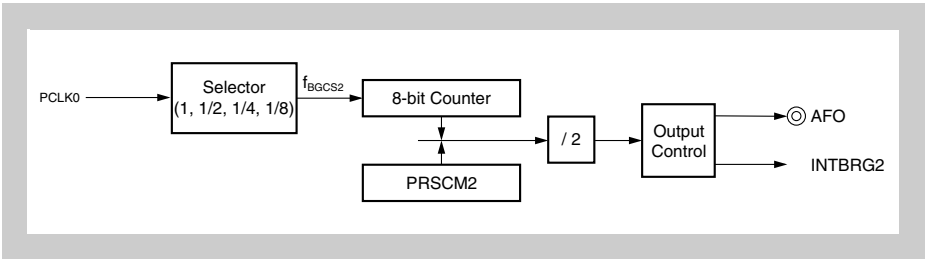 PCLK0
Selector
(1, 1/2, 1/4, 1/8)
fBGCS2
8-bit Counter
PRSCM2
/ 2
Output
Control
AFO
INTBRG2